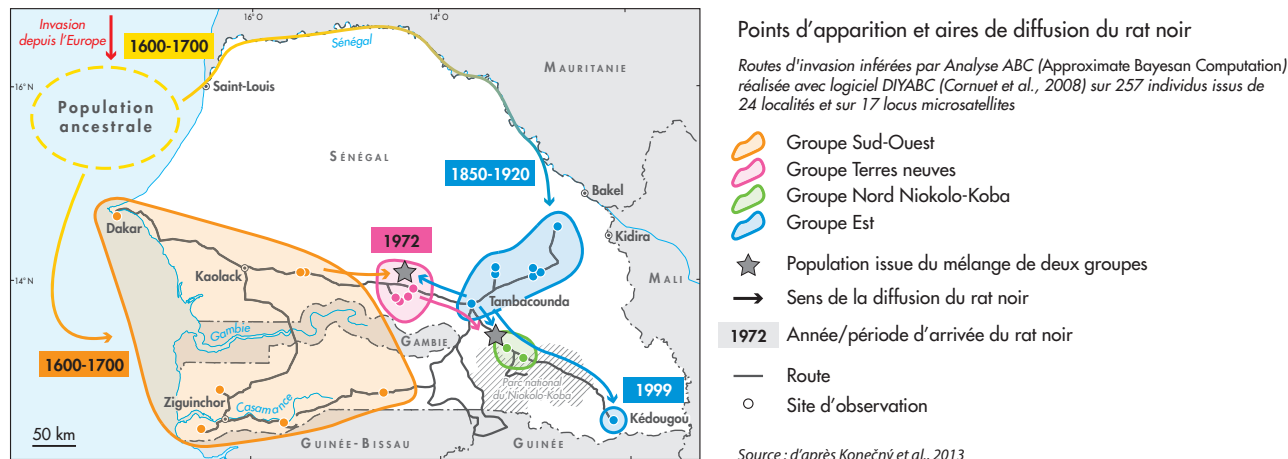 Invasion
depuis l'Europe
1600-1700
16°O
14°O
Sénégal
MAURITANIE
16°N
Saint-Louis
Population
ancestrale
SÉNÉGAL
1850-1920
Bakel
Dakar
1972
Kidira
Kaolack
14°N
MALI
Tambacounda
Gambie
GAMBIE
1600-1700
Parc national
du Niokolo-Koba
1999
Ziguinchor
Casamance
Kédougou
50 km
GUINÉE-BISSAU
GUINÉE
Points d'apparition et aires de diffusion du rat noir
Routes d'invasion inférées par Analyse ABC (Approximate Bayesan Computation)
réalisée avec logiciel DIYABC (Cornuet et al., 2008) sur 257 individus issus de
24 localités et sur 17 locus microsatellites
Groupe Sud-Ouest
Groupe Terres neuves
Groupe Nord Niokolo-Koba
Groupe Est
Population issue du mélange de deux groupes
Sens de la diffusion du rat noir
1972 Année/période d'arrivée du rat noir
Route
Site d'observation
Source : d'après Konečný et al., 2013